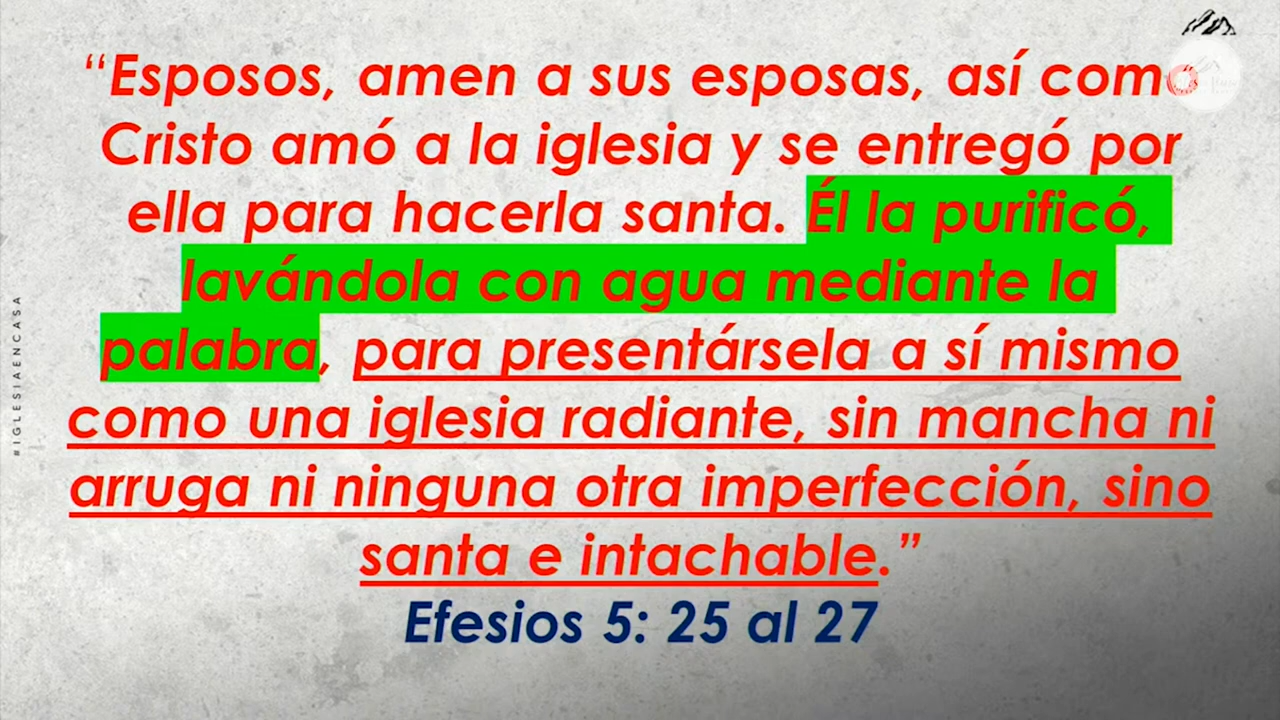 “Esposos, amen a sus esposas, así com
Cristo amó a la iglesia y se entregó por
ella para hacerla santa. Él la purificó,
lavándola con agua mediante la
palabra, para presentársela a sí mismo
como una iglesia radiante, sin mancha ni
arruga ni ninguna otra imperfección, sino
santa e intachable.”
Efesios 5: 25 al 27
#IGLESIAENCASA